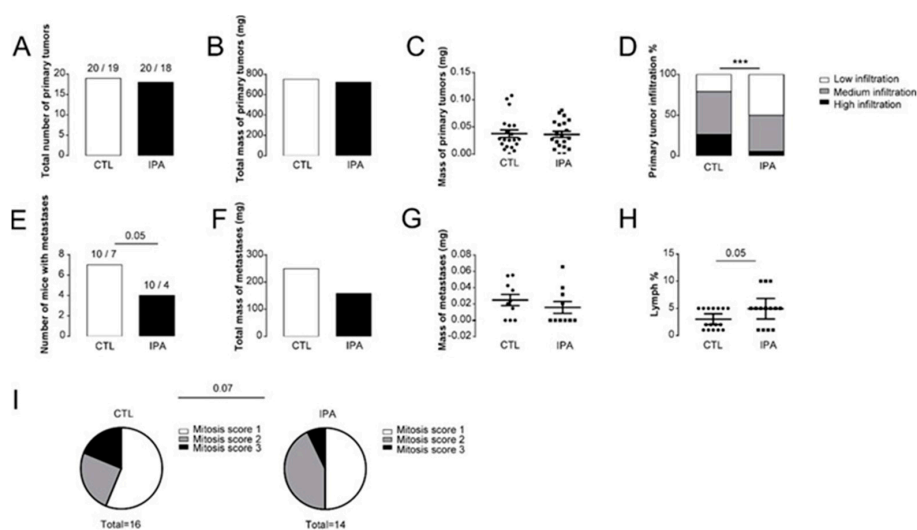 A
Total number of primary tumors
20
15
10
5
0
20 / 19
20 / 18
CTL
IPA
B
Total mass of primary tumors (mg)
800
600
400
200
0
CTL
IPA
C
Mass of primary tumors (mg)
0.15
0.10
0.05
0.00
CTL
IPA
D
Primary tumor infiltration %
100
50
0
***
CTL
IPA
Low infiltration
Medium infiltration
High infiltration
E
Number of mice with metastases
8
6
4
2
0
0.05
10 / 7
10 / 4
CTL
IPA
F
Total mass of metastases (mg)
300
200
100
0
CTL
IPA
G
Mass of metastases (mg)
0.08
0.06
0.04
0.02
0.00
-0.02
CTL
IPA
H
Lymph %
15
10
5
0
0.05
CTL
IPA
I
0.07
CTL
Mitosis score 1
Mitosis score 2
Mitosis score 3
Total=16
IPA
Mitosis score 1
Mitosis score 2
Mitosis score 3
Total=14